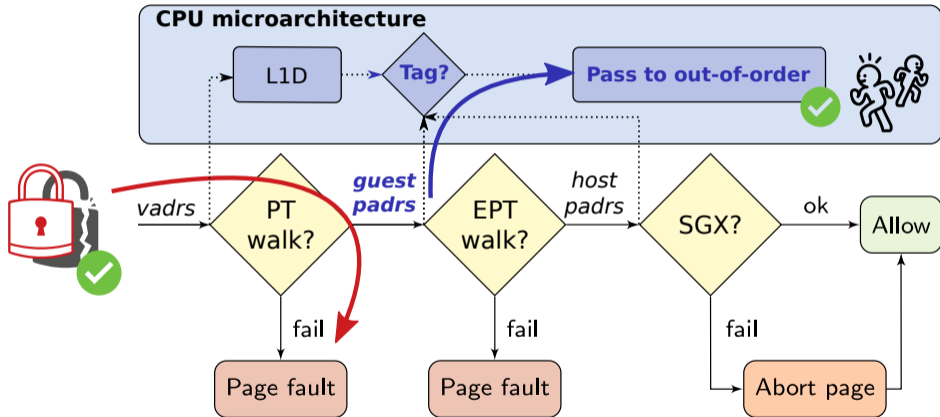 CPU microarchitecture
L1D
Tag?
Pass to out-of-order
vadrs
PT
walk?
guest
padrs
EPT
walk?
host
padrs
SGX?
ok
Allow
fail
fail
fail
Page fault
Page fault
Abort page